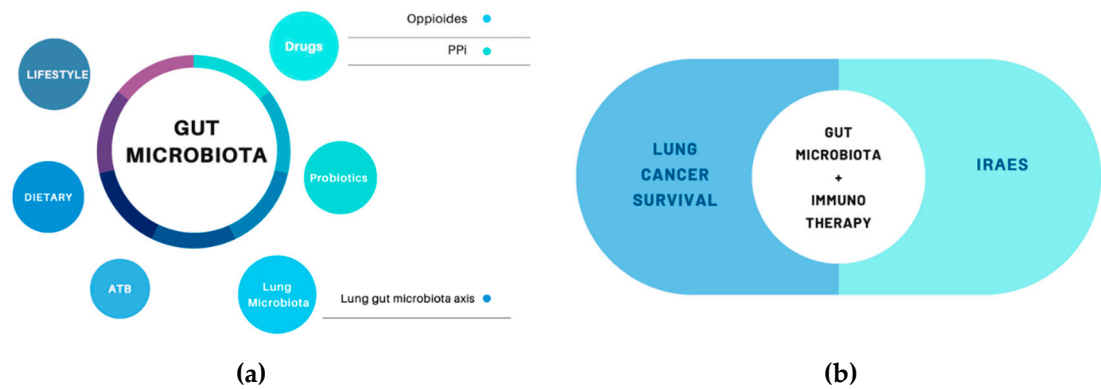 Oppioides
Drugs
PPi
LIFESTYLE
GUT
MICROBIOTA
Probiotics
DIETARY
ATB
Lung
Microbiota
Lung gut microbiota axis
(a)
LUNG
CANCER
SURVIVAL
GUT
MICROBIOTA
+
IMMUNO
THERAPY
IRAES
(b)